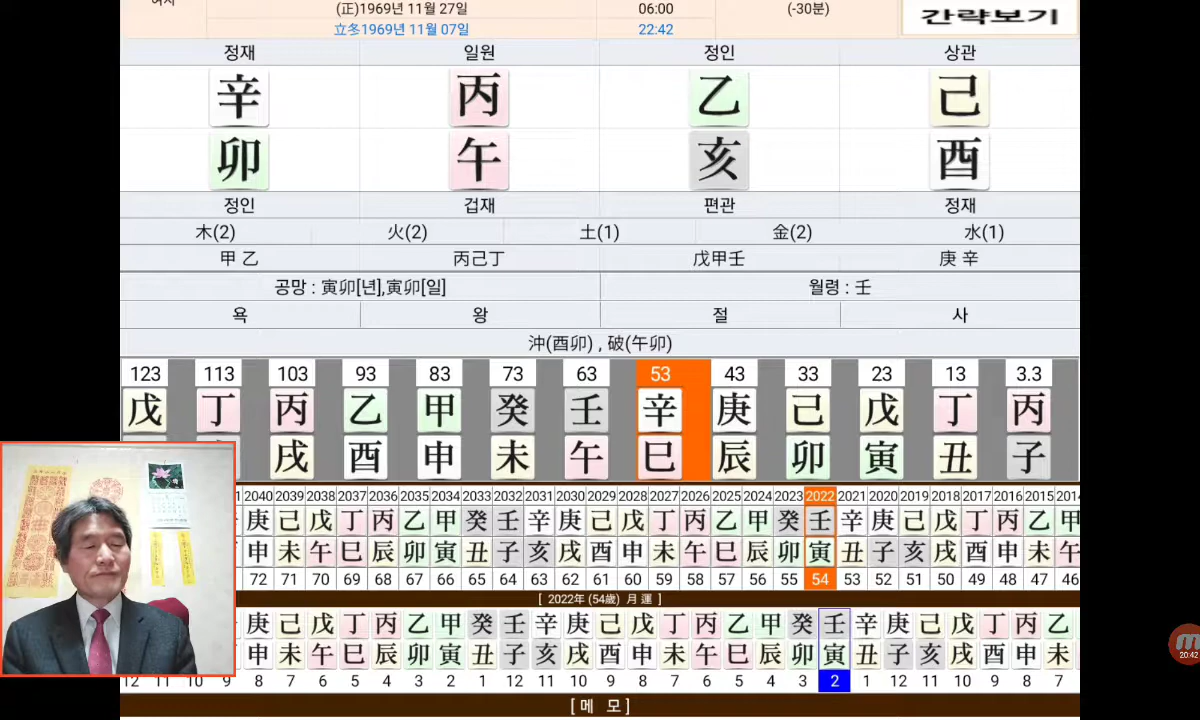 (正)1969년 11월 27일 06:00 (-30분)
立冬1969년 11월 07일 22:42
간략보기
정재 일원 정인 상관
辛 丙 乙 己
卯 午 亥 酉
정인 겁재 편관 정재
木(2) 火(2) 土(1) 金(2) 水(1)
甲 乙 丙己丁 戊甲壬 庚 辛
공망 : 寅卯[년],寅卯[일] 월령 : 壬
욕 왕 절 사
沖(酉卯) , 破(午卯)
123 113 103 93 83 73 63 53 43 33 23 13 3.3
戊 丁 丙 乙 甲 癸 壬 辛 庚 己 戊 丁 丙
戌 酉 申 未 午 巳 辰 卯 寅 丑 子
2040 2039 2038 2037 2036 2035 2034 2033 2032 2031 2030 2029 2028 2027 2026 2025 2024 2023 2022 2021 2020 2019 2018 2017 2016 2015 2014
庚 己 戊 丁 丙 乙 甲 癸 壬 辛 庚 己 戊 丁 丙 乙 甲 癸 壬 辛 庚 己 戊 丁 丙 乙 甲
申 未 午 巳 辰 卯 寅 丑 子 亥 戌 酉 申 未 午 巳 辰 卯 寅 丑 子 亥 戌 酉 申 未 午
72 71 70 69 68 67 66 65 64 63 62 61 60 59 58 57 56 55 54 53 52 51 50 49 48 47 46
[ 2022年 (54歲) 月 運 ]
庚 己 戊 丁 丙 乙 甲 癸 壬 辛 庚 己 戊 丁 丙 乙 甲 癸 壬 辛 庚 己 戊 丁 丙 乙
申 未 午 巳 辰 卯 寅 丑 子 亥 戌 酉 申 未 午 巳 辰 卯 寅 丑 子 亥 戌 酉 申 未
12 11 10 9 8 7 6 5 4 3 2 1 12 11 10 9 8 7 6 5 4 3 2 1 12 11 10 9 8 7
[ 메 모 ]
20:42